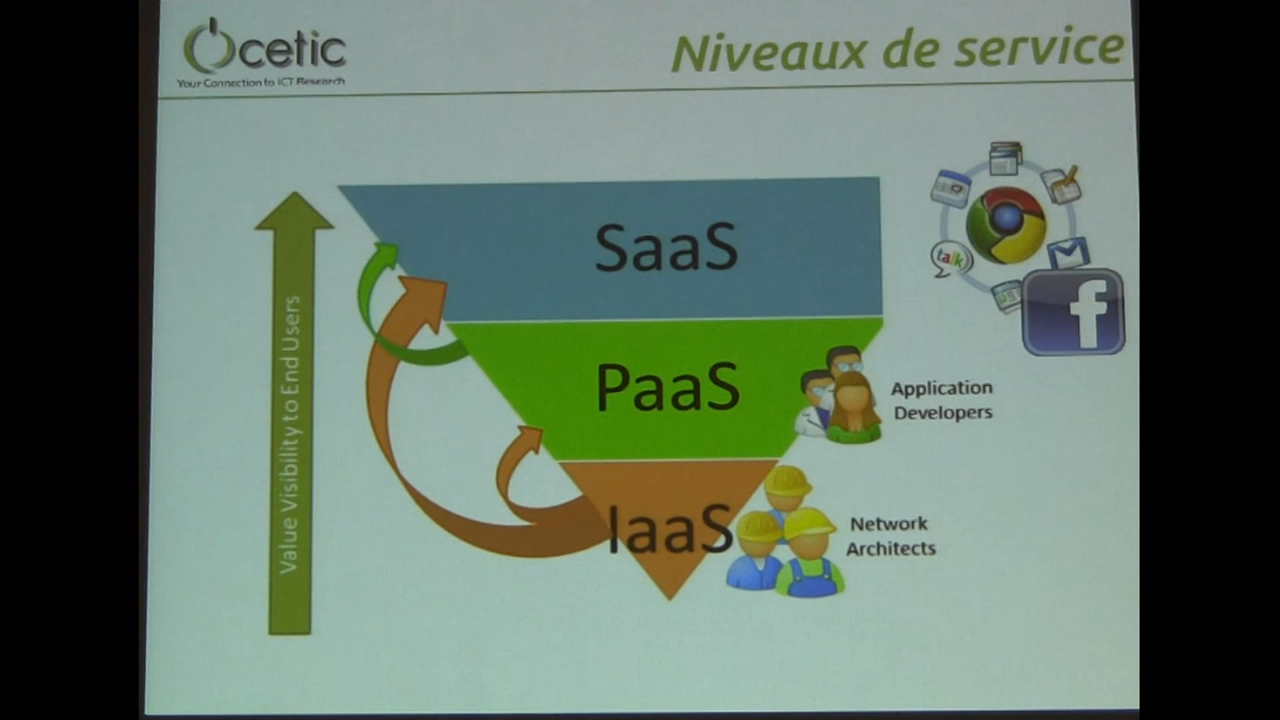 cetic
Your Connection to ICT Research
Niveaux de service
Value Visibility to End Users
SaaS
PaaS
IaaS
talk
f
Application
Developers
Network
Architects